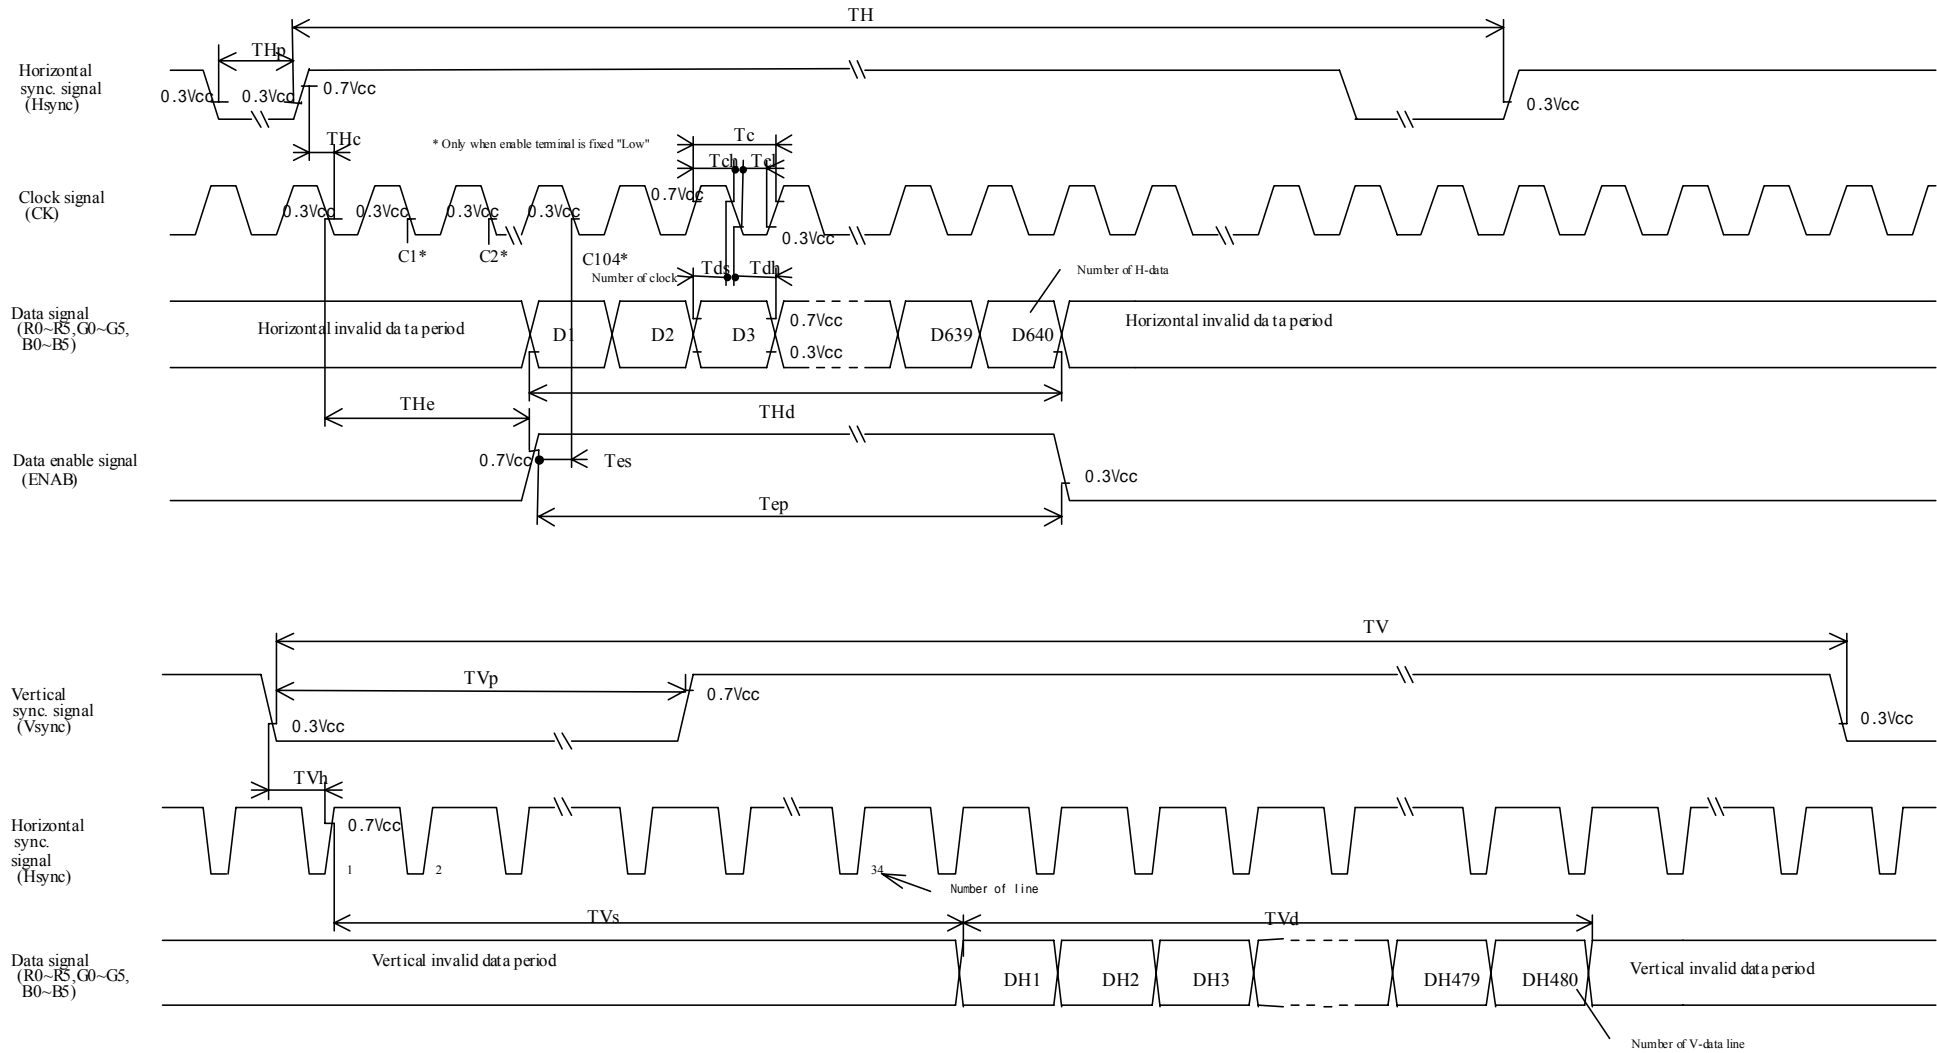 TH
THp
Horizontal
sync. signal
(Hsync)
0.3Vcc
0.3Vcc
0.7Vcc
0.3Vcc
THc
* Only when enable terminal is fixed "Low"
Tc
Tch
Tcl
Clock signal
(CK)
0.3Vcc
0.3Vcc
0.3Vcc
0.3Vcc
0.7Vcc
0.3Vcc
C1*
C2*
C104*
Number of clock
Tds
Tdh
Number of H-data
Data signal
(R0~R5,G0~G5,
B0~B5)
Horizontal invalid data period
D1
D2
D3
0.7Vcc
0.3Vcc
D639
D640
Horizontal invalid data period
THe
THd
Data enable signal
(ENAB)
0.7Vcc
Tes
0.3Vcc
Tep
TV
TVp
Vertical
sync. signal
(Vsync)
0.3Vcc
0.7Vcc
0.3Vcc
TVh
Horizontal
sync.
signal
(Hsync)
0.7Vcc
1
2
34
Number of line
TVs
TVd
Data signal
(R0~R5,G0~G5,
B0~B5)
Vertical invalid data period
DH1
DH2
DH3
DH479
DH480
Vertical invalid data period
Number of V-data line